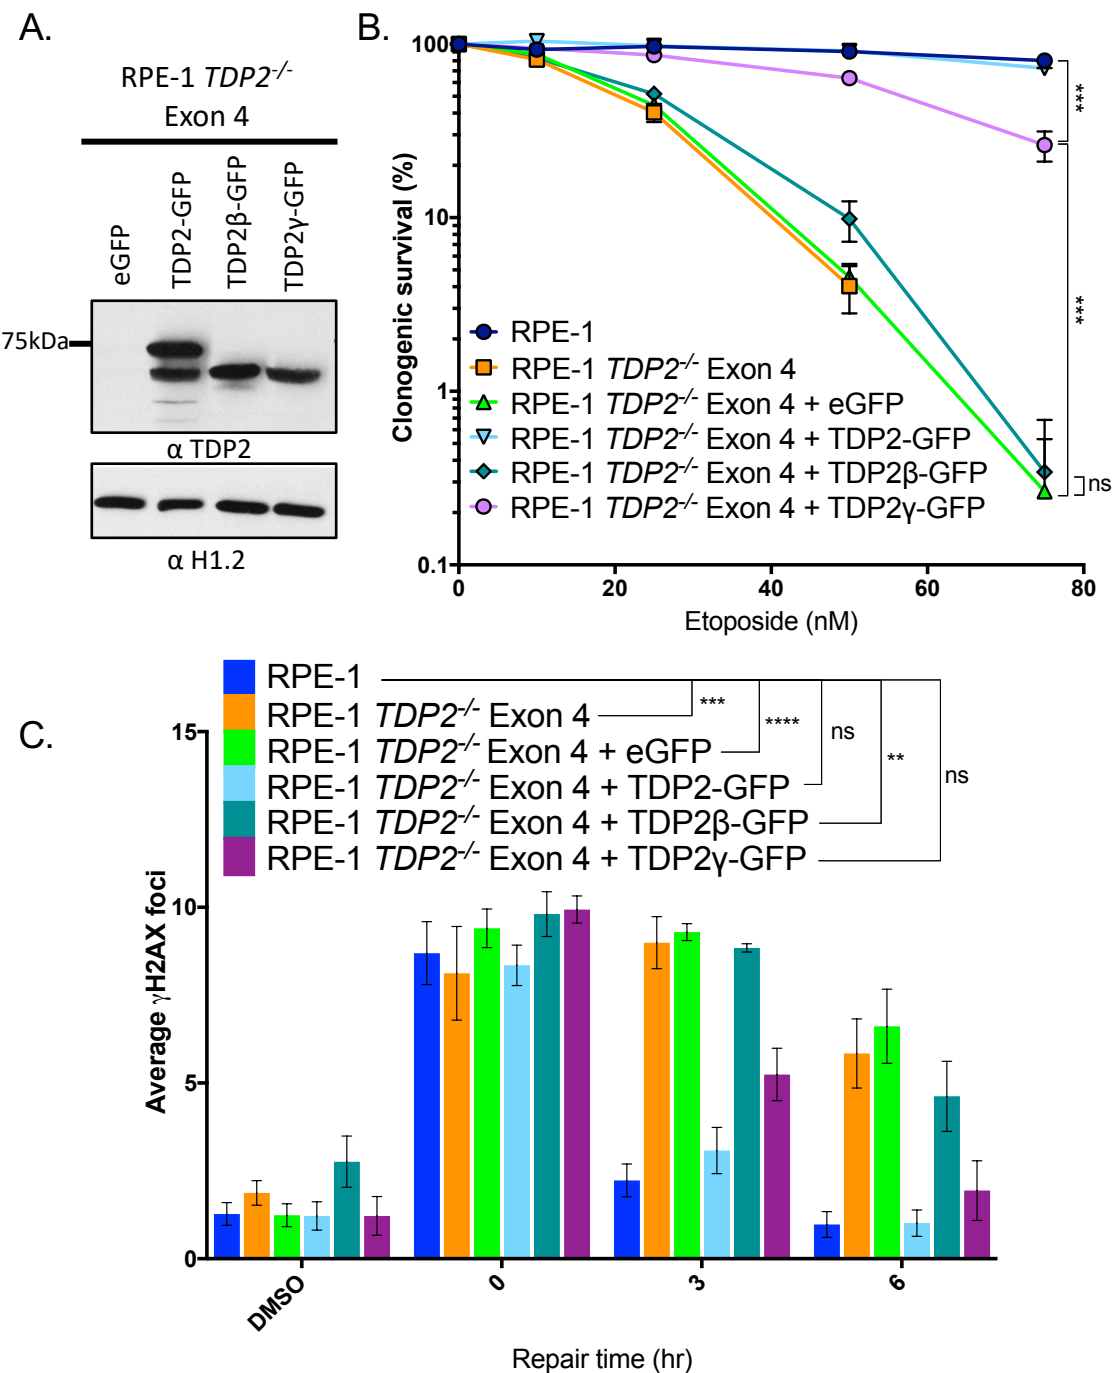 A.
RPE-1 TDP2-/-
Exon 4
eGFP
TDP2-GFP
TDP2β-GFP
TDP2γ-GFP
75kDa
α TDP2
α H1.2
B.
Clonogenic survival (%)
100
10
1
0.1
0
20
40
60
80
Etoposide (nM)
RPE-1
RPE-1 TDP2-/- Exon 4
RPE-1 TDP2-/- Exon 4 + eGFP
RPE-1 TDP2-/- Exon 4 + TDP2-GFP
RPE-1 TDP2-/- Exon 4 + TDP2β-GFP
RPE-1 TDP2-/- Exon 4 + TDP2γ-GFP
***
***
ns
C.
RPE-1
RPE-1 TDP2-/- Exon 4
RPE-1 TDP2-/- Exon 4 + eGFP
RPE-1 TDP2-/- Exon 4 + TDP2-GFP
RPE-1 TDP2-/- Exon 4 + TDP2β-GFP
RPE-1 TDP2-/- Exon 4 + TDP2γ-GFP
***
****
ns
**
ns
Average γH2AX foci
15
10
5
0
DMSO
0
3
6
Repair time (hr)